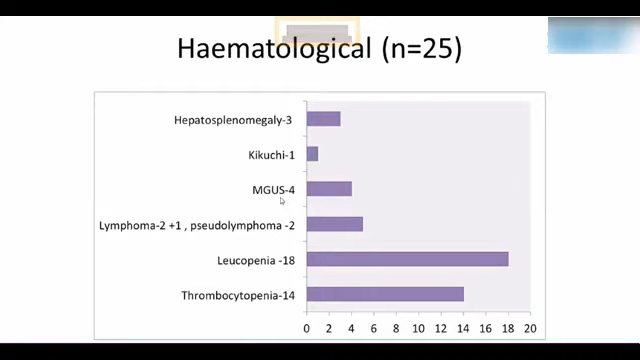 Haematological (n=25)
Hepatosplenomegaly-3
Kikuchi-1
MGUS-4
Lymphoma-2 +1 , pseudolymphoma -2
Leucopenia -18
Thrombocytopenia-14
0 2 4 6 8 10 12 14 16 18 20